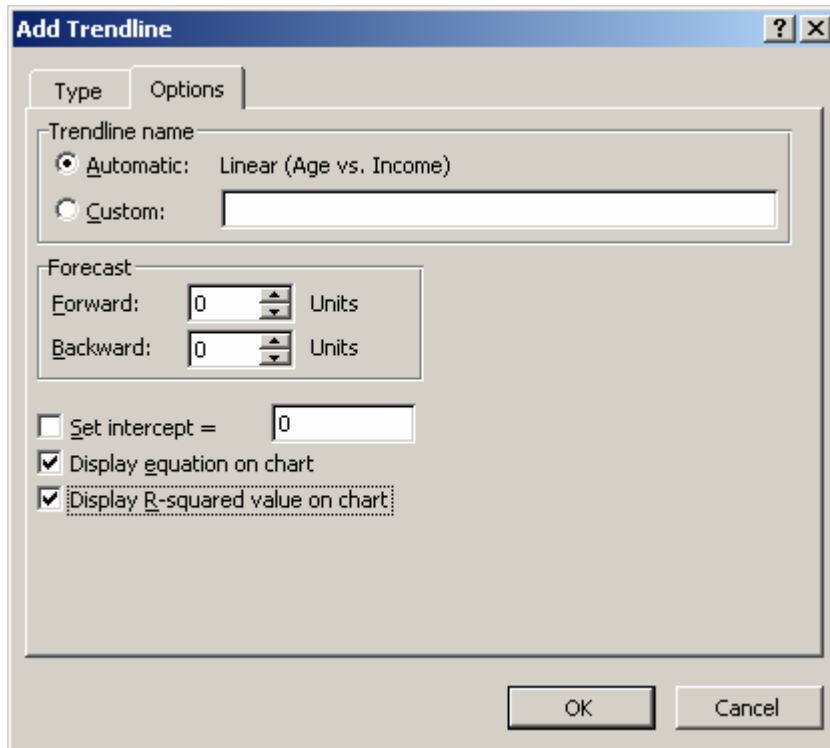 Add Trendline
Type Options
Trendline name
Automatic: Linear (Age vs. Income)
Custom:
Forecast
Forward: 0 Units
Backward: 0 Units
Set intercept = 0
Display equation on chart
Display R-squared value on chart
OK Cancel